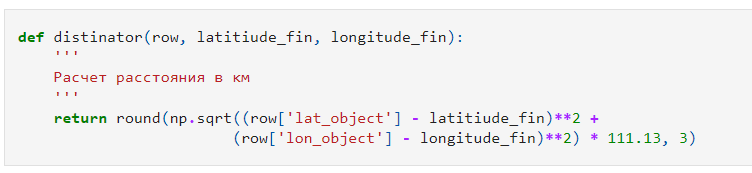 def distinator(row, latitiude_fin, longitude_fin):
    '''
    Расчет расстояния в км
    '''
    return round(np.sqrt((row['lat_object'] - latitiude_fin)**2 +
                         (row['lon_object'] - longitude_fin)**2) * 111.13, 3)